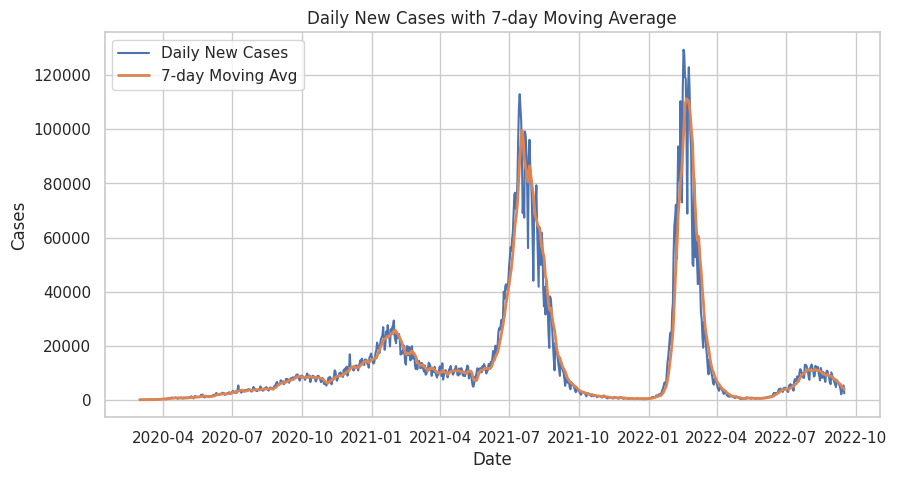 Daily New Cases with 7-day Moving Average
Daily New Cases
7-day Moving Avg
120000
100000
80000
60000
40000
20000
0
Cases
2020-04 2020-07 2020-10 2021-01 2021-04 2021-07 2021-10 2022-01 2022-04 2022-07 2022-10
Date